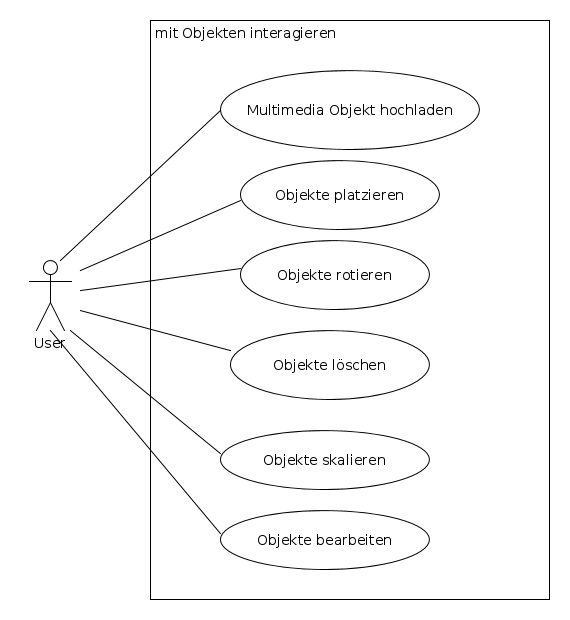 mit Objekten interagieren
Multimedia Objekt hochladen
Objekte platzieren
Objekte rotieren
User
Objekte löschen
Objekte skalieren
Objekte bearbeiten